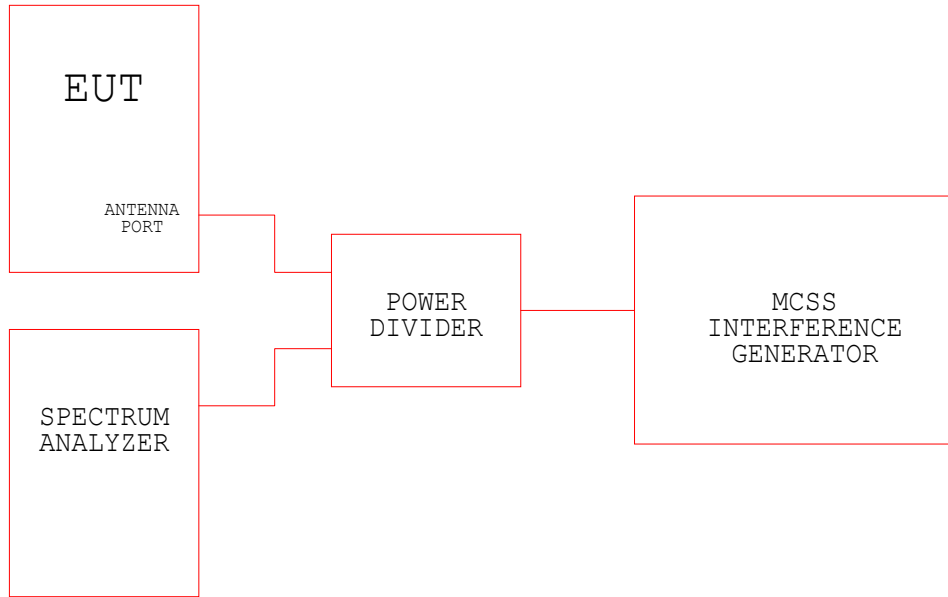 EUT
ANTENNA
PORT
POWER
DIVIDER
MCSS
INTERFERENCE
GENERATOR
SPECTRUM
ANALYZER